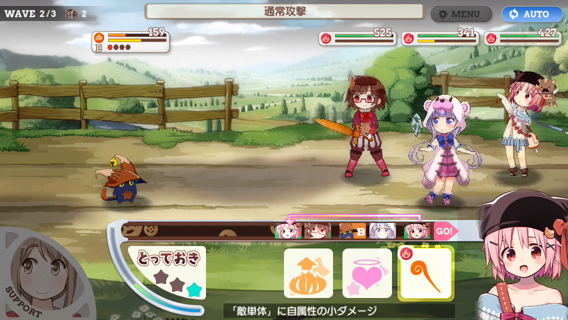 WAVE 2/3 2
通常攻撃
MENU
AUTO
159
B
525
341
427
B
GO!
とっておき
SUPPORT
「敵単体」に自属性の小ダメージ